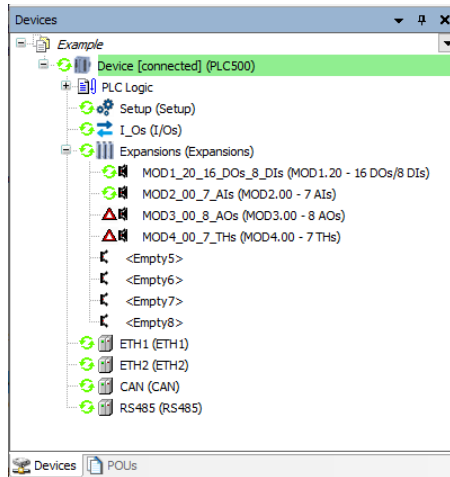 Devices
Example
Device [connected] (PLC500)
PLC Logic
Setup (Setup)
I_Os (I/Os)
Expansions (Expansions)
MOD1_20_16_DOs_8_DIs (MOD1.20 - 16 DOs/8 DIs)
MOD2_00_7_AIs (MOD2.00 - 7 AIs)
MOD3_00_8_AOs (MOD3.00 - 8 AOs)
MOD4_00_7_THs (MOD4.00 - 7 THs)
<Empty5>
<Empty6>
<Empty7>
<Empty8>
ETH1 (ETH1)
ETH2 (ETH2)
CAN (CAN)
RS485 (RS485)
Devices POUs